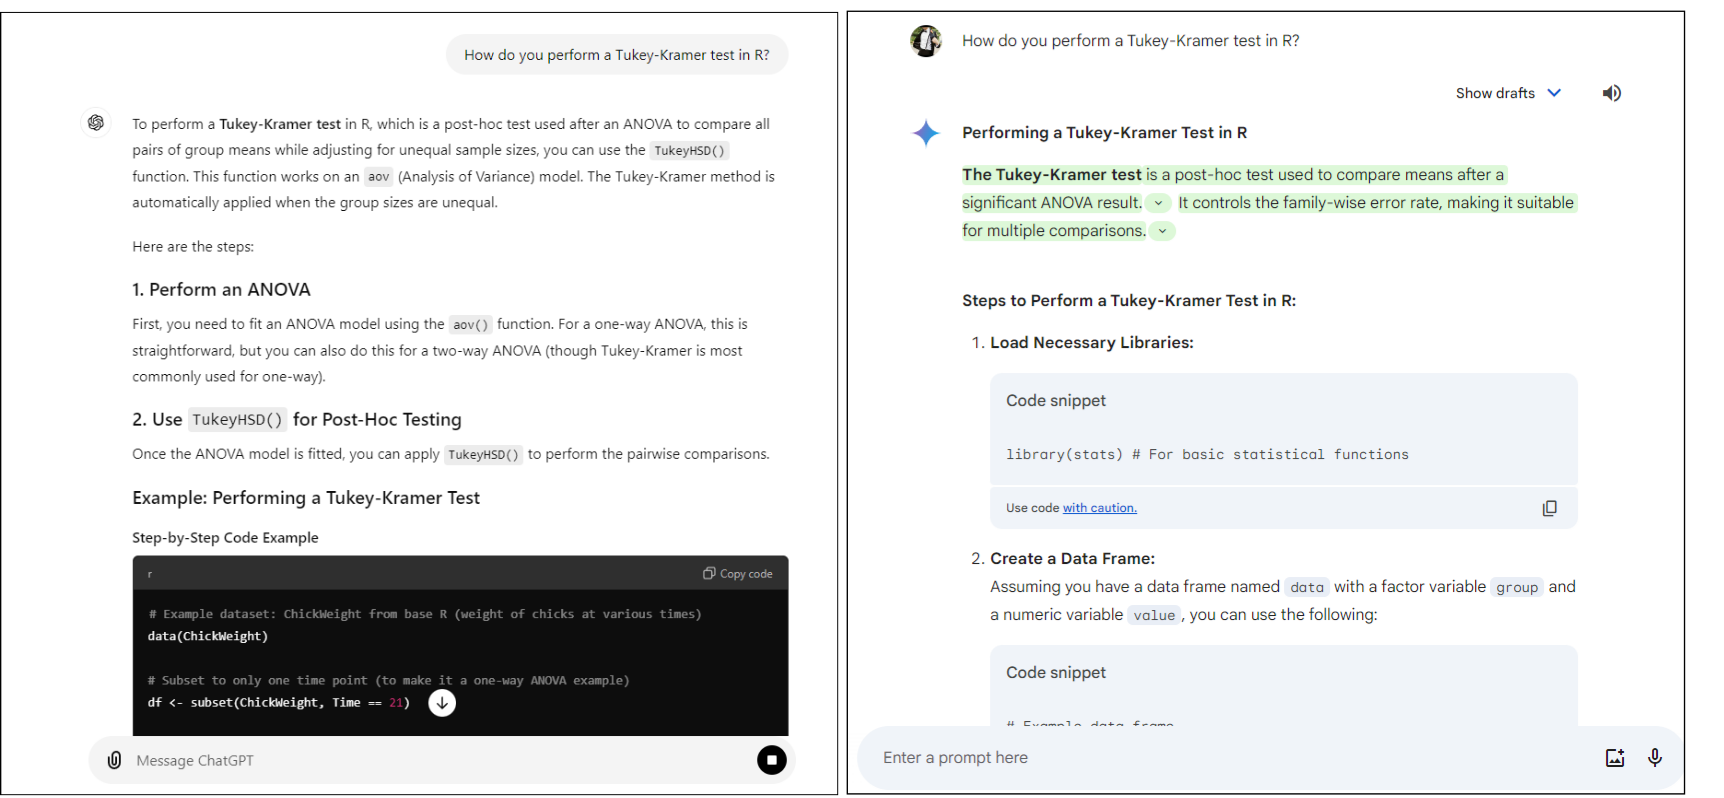 How do you perform a Tukey-Kramer test in R?
To perform a Tukey-Kramer test in R, which is a post-hoc test used after an ANOVA to compare all
pairs of group means while adjusting for unequal sample sizes, you can use the TukeyHSD()
function. This function works on an aov (Analysis of Variance) model. The Tukey-Kramer method is
automatically applied when the group sizes are unequal.
Here are the steps:
1. Perform an ANOVA
First, you need to fit an ANOVA model using the aov() function. For a one-way ANOVA, this is
straightforward, but you can also do this for a two-way ANOVA (though Tukey-Kramer is most
commonly used for one-way).
2. Use TukeyHSD() for Post-Hoc Testing
Once the ANOVA model is fitted, you can apply TukeyHSD() to perform the pairwise comparisons.
Example: Performing a Tukey-Kramer Test
Step-by-Step Code Example
r Copy code
# Example dataset: ChickWeight from base R (weight of chicks at various times)
data(ChickWeight)
# Subset to only one time point (to make it a one-way ANOVA example)
df <- subset(ChickWeight, Time == 21)
Message ChatGPT
How do you perform a Tukey-Kramer test in R?
Show drafts
Performing a Tukey-Kramer Test in R
The Tukey-Kramer test is a post-hoc test used to compare means after a
significant ANOVA result. It controls the family-wise error rate, making it suitable
for multiple comparisons.
Steps to Perform a Tukey-Kramer Test in R:
1. Load Necessary Libraries:
Code snippet
library(stats) # For basic statistical functions
Use code with caution.
2. Create a Data Frame:
Assuming you have a data frame named data with a factor variable group and
a numeric variable value, you can use the following:
Code snippet
# Example data frame
Enter a prompt here